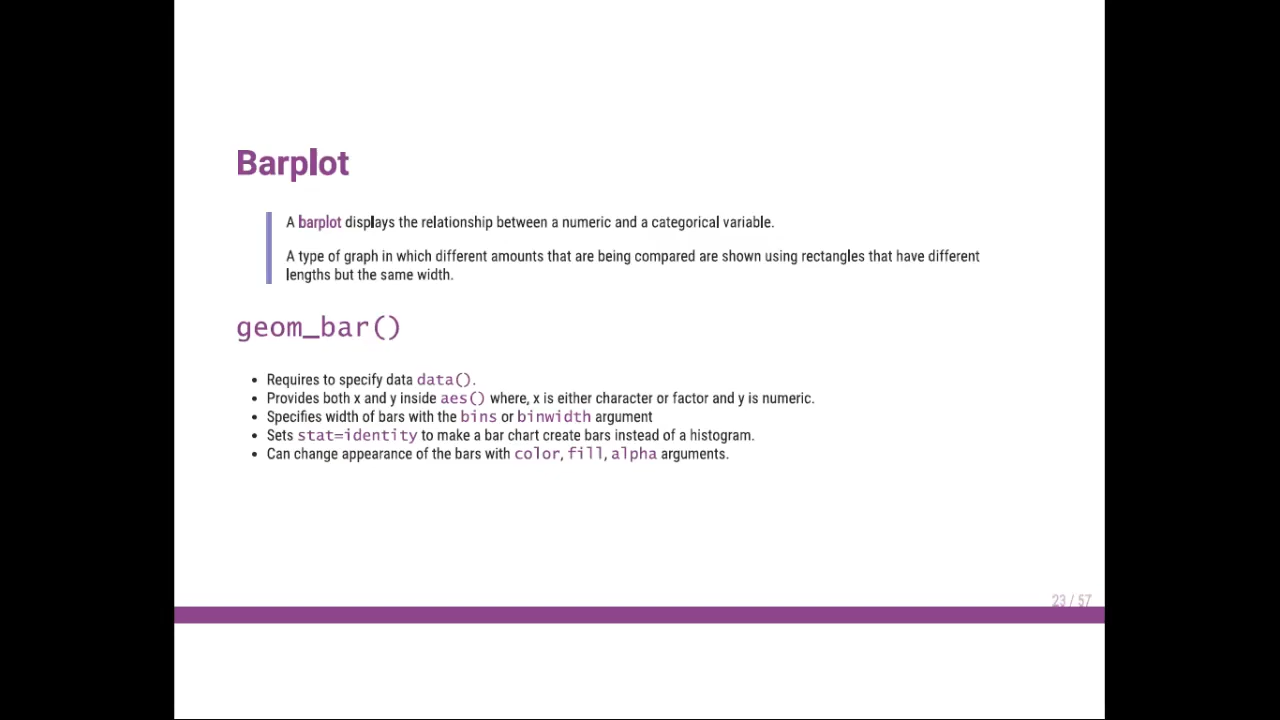 Barplot
A barplot displays the relationship between a numeric and a categorical variable.
A type of graph in which different amounts that are being compared are shown using rectangles that have different
lengths but the same width.
geom_bar()
• Requires to specify data data().
• Provides both x and y inside aes() where, x is either character or factor and y is numeric.
• Specifies width of bars with the bins or binwidth argument
• Sets stat=identity to make a bar chart create bars instead of a histogram.
• Can change appearance of the bars with color, fill, alpha arguments.
23 / 57